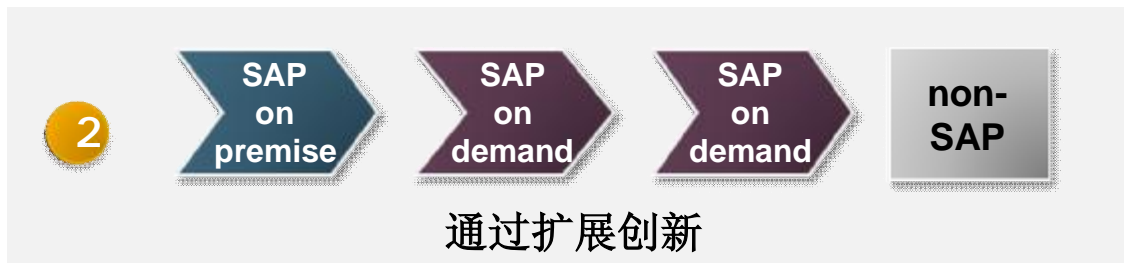 2
SAP
on
premise
SAP
on
demand
SAP
on
demand
non-
SAP
通过扩展创新